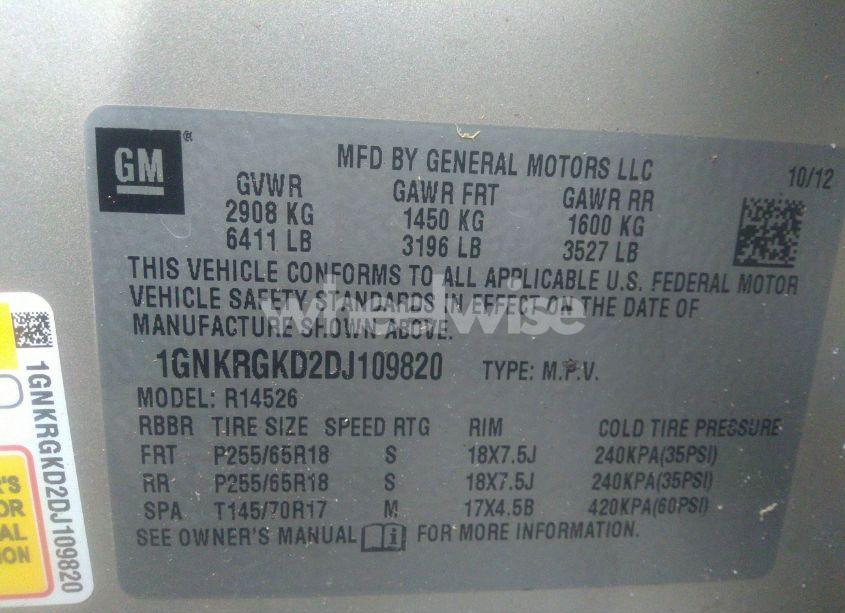 GM
MFD BY GENERAL MOTORS LLC
10/12
GVWR GAWR FRT GAWR RR
2908 KG 1450 KG 1600 KG
6411 LB 3196 LB 3527 LB
THIS VEHICLE CONFORMS TO ALL APPLICABLE U.S. FEDERAL MOTOR
VEHICLE SAFETY STANDARDS IN EFFECT ON THE DATE OF
MANUFACTURE SHOWN ABOVE.
wheelwise
1GNKRGKD2DJ109820 TYPE: M.P.V.
MODEL: R14526
RBBR TIRE SIZE SPEED RTG RIM COLD TIRE PRESSURE
FRT P255/65R18 S 18X7.5J 240KPA(35PSI)
RR P255/65R18 S 18X7.5J 240KPA(35PSI)
SPA T145/70R17 M 17X4.5B 420KPA(60PSI)
SEE OWNER'S MANUAL FOR MORE INFORMATION.
1GNKRGKD2DJ109820